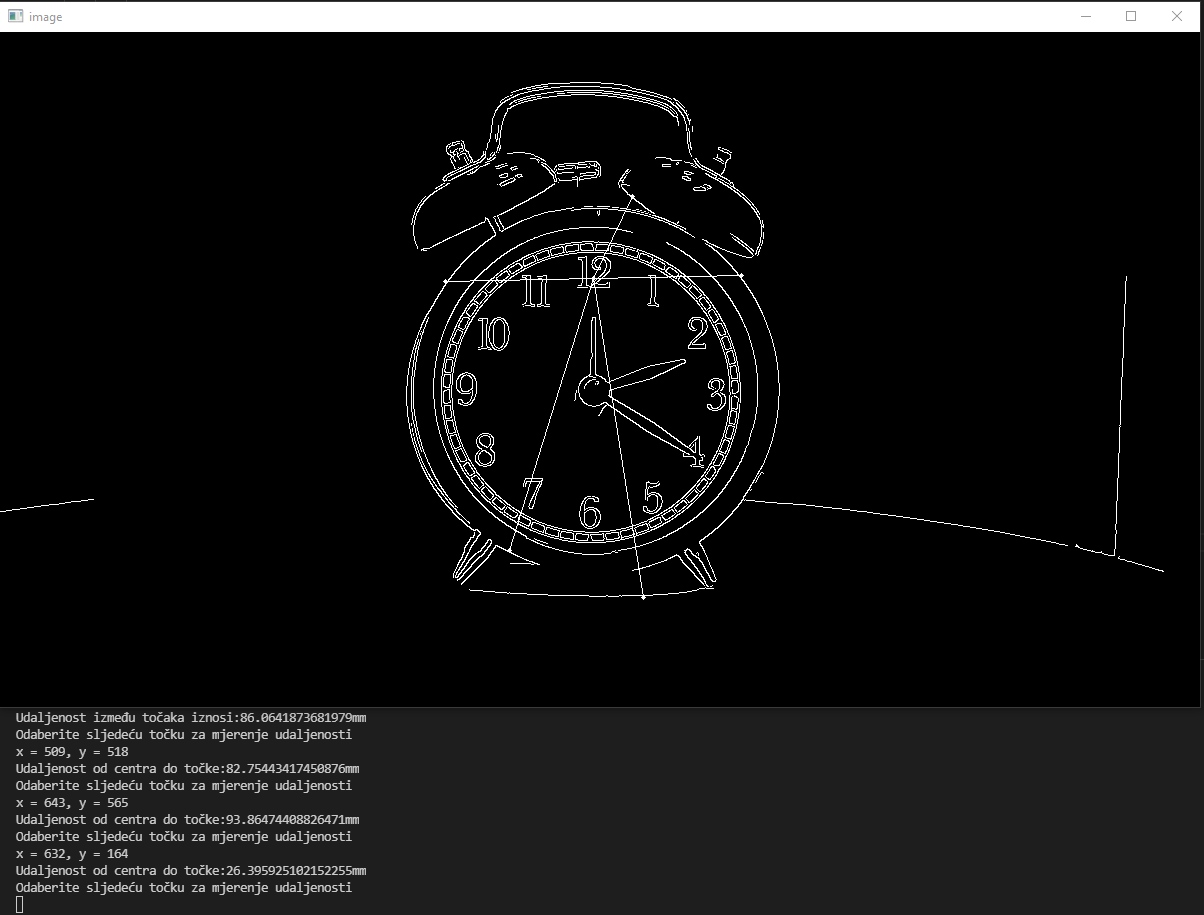 image
12
11
1
10
2
9
3
8
4
7
5
6
Udaljenost između točaka iznosi:86.0641873681979mm
Odaberite sljedeću točku za mjerenje udaljenosti
x = 509, y = 518
Udaljenost od centra do točke:82.75443417450876mm
Odaberite sljedeću točku za mjerenje udaljenosti
x = 643, y = 565
Udaljenost od centra do točke:93.86474408826471mm
Odaberite sljedeću točku za mjerenje udaljenosti
x = 632, y = 164
Udaljenost od centra do točke:26.395925102152255mm
Odaberite sljedeću točku za mjerenje udaljenosti